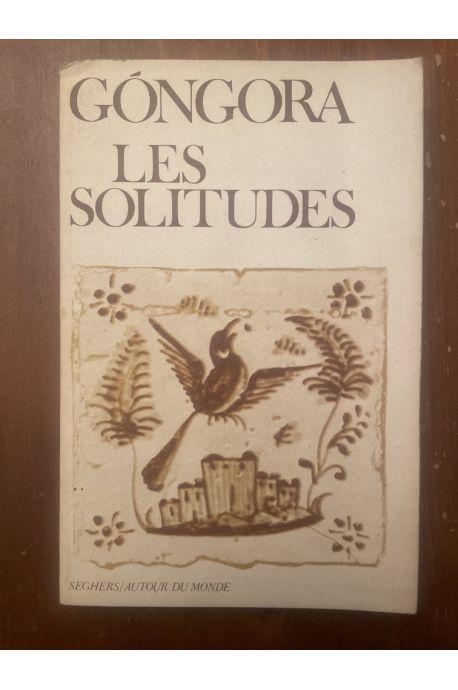 GÓNGORA
LES
SOLITUDES
SEGHERS/AUTOUR DU MONDE